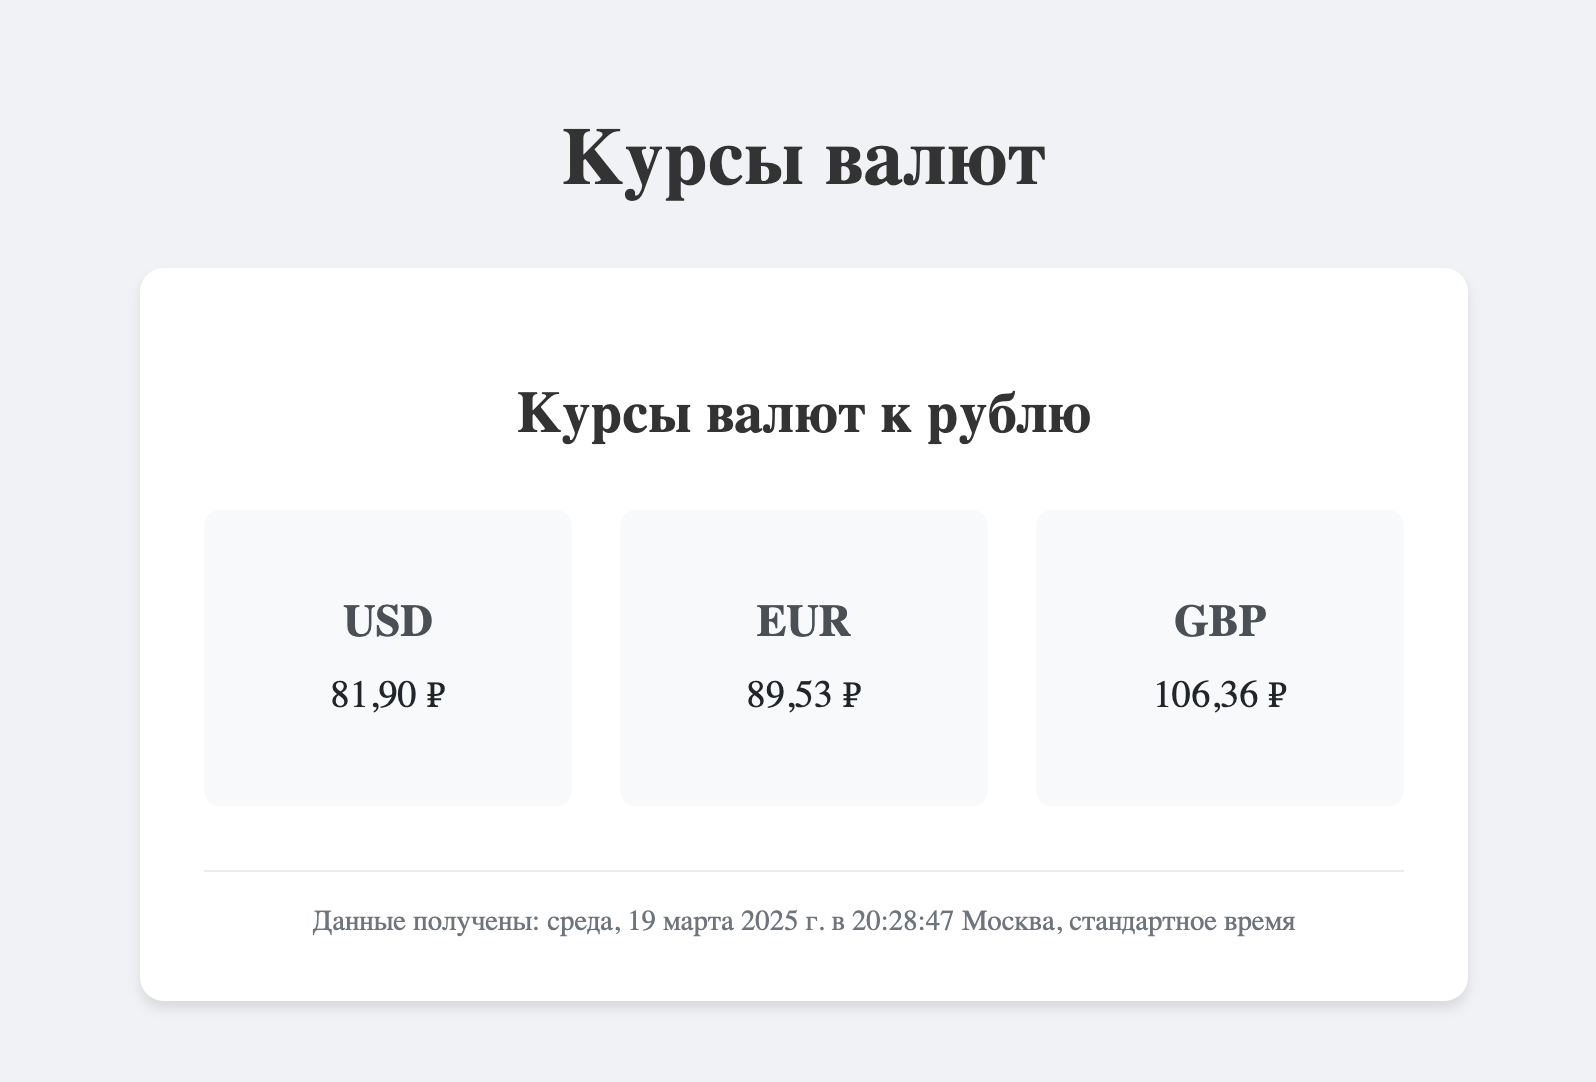 Курсы валют
Курсы валют к рублю
USD
81,90 ₽
EUR
89,53 ₽
GBP
106,36 ₽
Данные получены: среда, 19 марта 2025 г. в 20:28:47 Москва, стандартное время